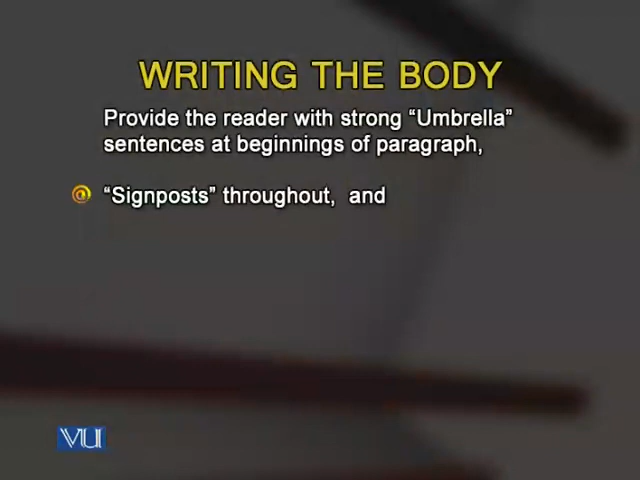 WRITING THE BODY
Provide the reader with strong “Umbrella”
sentences at beginnings of paragraph,
“Signposts” throughout, and
VU